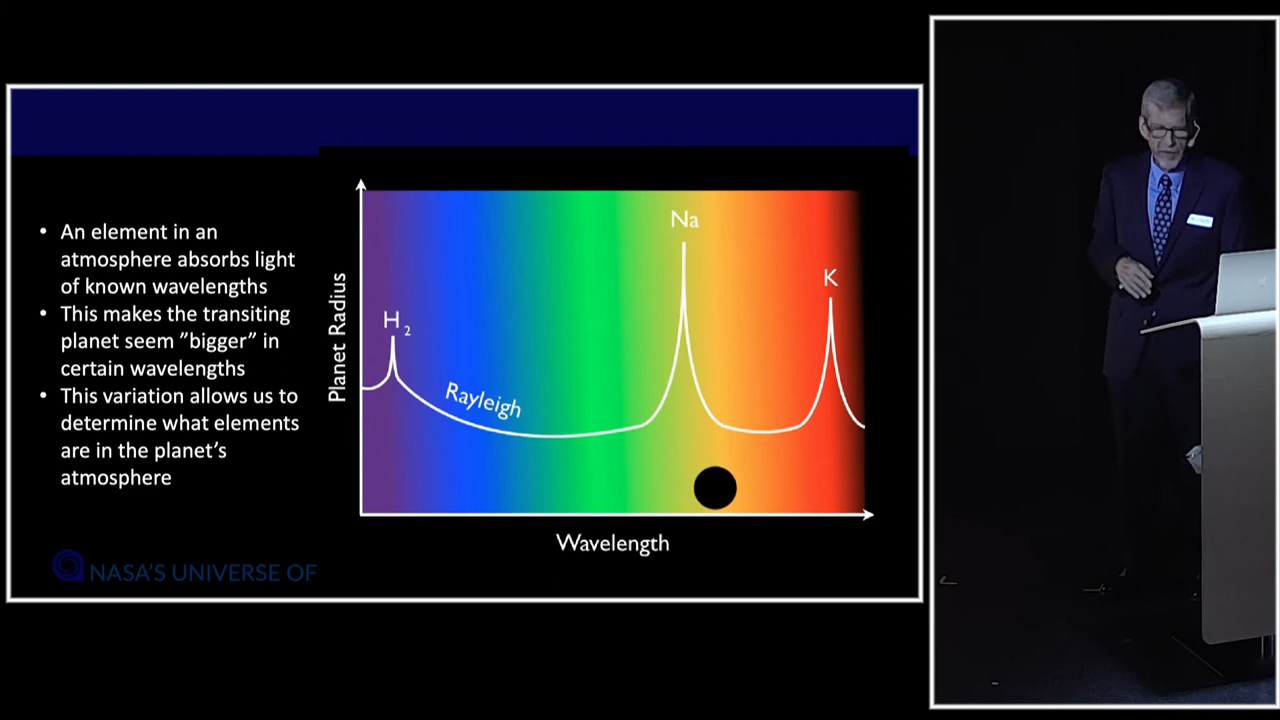 • An element in an
atmosphere absorbs light
of known wavelengths
• This makes the transiting
planet seem ”bigger” in
certain wavelengths
• This variation allows us to
determine what elements
are in the planet’s
atmosphere
NASA'S UNIVERSE OF
Planet Radius
H2
Rayleigh
Na
K
Wavelength